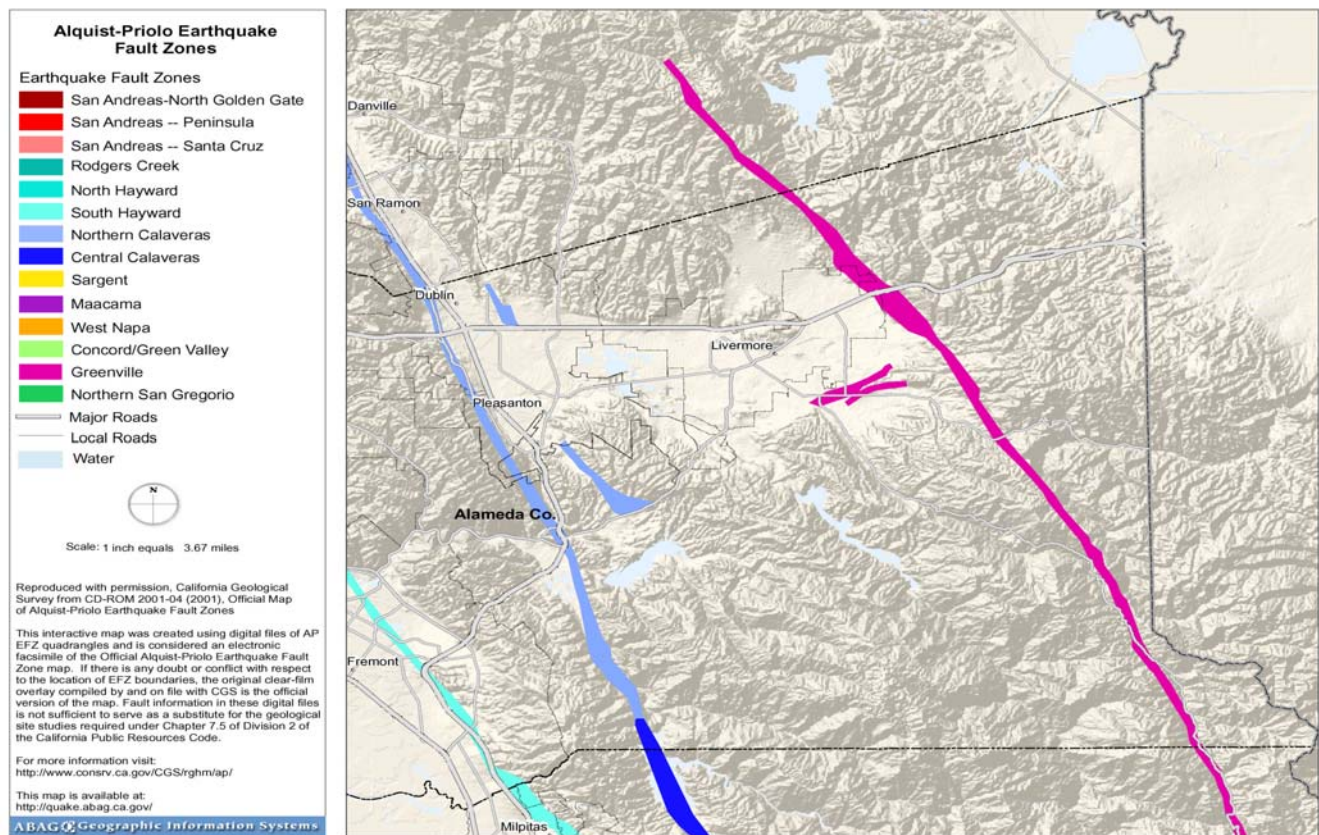 Alquist-Priolo Earthquake
Fault Zones
Earthquake Fault Zones
San Andreas-North Golden Gate
San Andreas -- Peninsula
San Andreas -- Santa Cruz
Rodgers Creek
North Hayward
South Hayward
Northern Calaveras
Central Calaveras
Sargent
Maacama
West Napa
Concord/Green Valley
Greenville
Northern San Gregorio
Major Roads
Local Roads
Water
N
Scale: 1 inch equals 3.67 miles
Reproduced with permission, California Geological
Survey from CD-ROM 2001-04 (2001), Official Map
of Alquist-Priolo Earthquake Fault Zones
This interactive map was created using digital files of AP
EFZ quadrangles and is considered an electronic
facsimile of the Official Alquist-Priolo Earthquake Fault
Zone map. If there is any doubt or conflict with respect
to the location of EFZ boundaries, the original clear-film
overlay compiled by and on file with CGS is the official
version of the map. Fault information in these digital files
is not sufficient to serve as a substitute for the geological
site studies required under Chapter 7.5 of Division 2 of
the California Public Resources Code.
For more information visit:
http://www.consrv.ca.gov/CGS/rghm/ap/
This map is available at:
http://quake.abag.ca.gov/
ABAG Geographic Information Systems
Danville
San Ramon
Dublin
Livermore
Pleasanton
Alameda Co.
Fremont
Milpitas